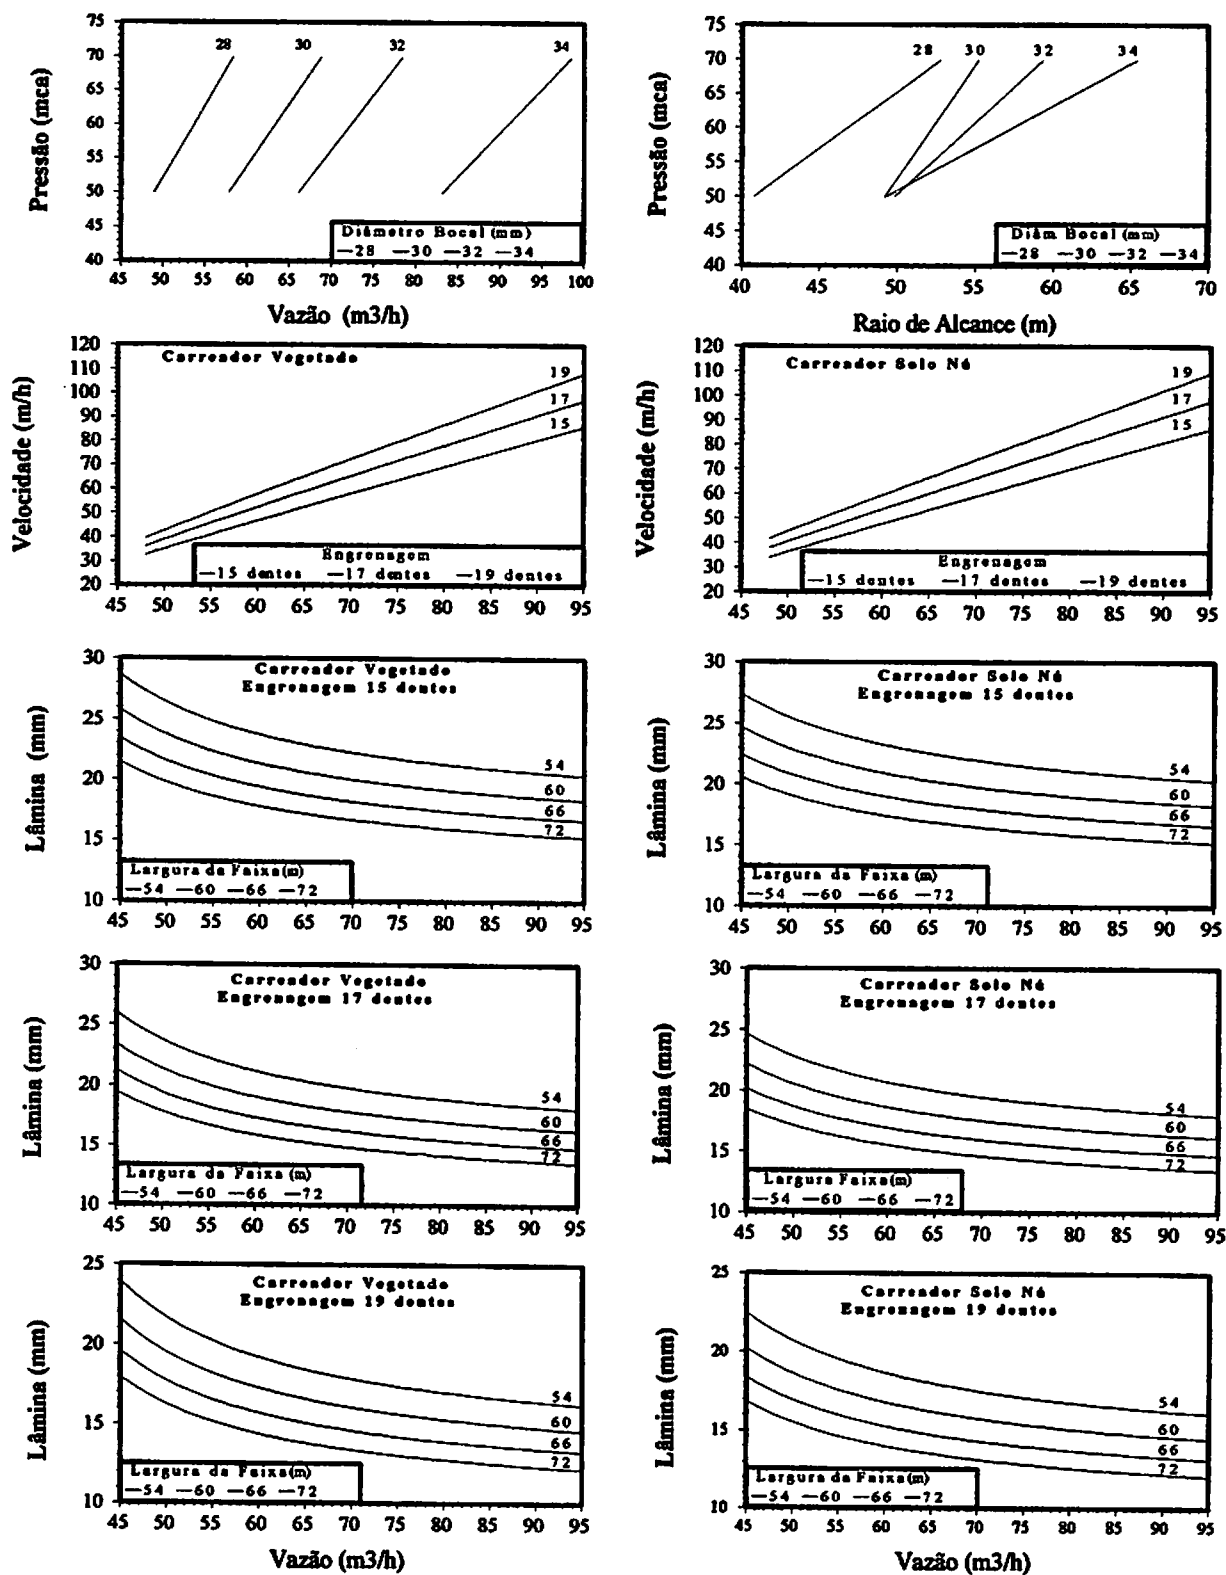 Pressão (mca)
75
70
65
60
55
50
45
40
28 30 32 34
Diâmetro Bocal (mm)
—28 —30 —32 —34
45 50 55 60 65 70 75 80 83 90 95 100
Vazão (m3/h)
Pressão (mca)
75
70
65
60
55
50
45
40
28 30 32 34
Diâm Bocal (mm)
—28 —30 —32 —34
40 45 50 55 60 65 70
Raio de Alcance (m)
Velocidade (m/h)
120
110
100
90
80
70
60
50
40
30
20
Carreador Vegetado
19
17
15
Engrenagem
—15 dentes —17 dentes —19 dentes
45 50 55 60 65 70 75 80 85 90 95
Velocidade (m/h)
120
110
100
90
80
70
60
50
40
30
20
Carreador Solo Nú
19
17
15
Engrenagem
—15 dentes —17 dentes —19 dentes
45 50 55 60 65 70 75 80 85 90 95
Lâmina (mm)
30
25
20
15
10
Carreador Vegetado
Engrenagem 15 dentes
54
60
66
72
Largura da Faixa(m)
—54 —60 —66 —72
45 50 55 60 65 70 75 80 85 90 95
Lâmina (mm)
30
25
20
15
10
Carreador Solo Nú
Engrenagem 15 dentes
54
60
66
72
Largura da Faixa (m)
—54 —60 —66 —72
45 50 55 60 65 70 75 80 85 90 95
Lâmina (mm)
30
25
20
15
10
Carreador Vegetado
Engrenagem 17 dentes
54
60
66
72
Largura da Faixa (m)
—54 —60 —66 —72
45 50 55 60 65 70 75 80 85 90 95
Lâmina (mm)
30
25
20
15
10
Carreador Solo Nú
Engrenagem 17 dentes
54
60
66
72
Largura Faixa(m)
—54 —60 —66 —72
45 50 55 60 65 70 75 80 85 90 95
Lâmina (mm)
25
20
15
10
Carreador Vegetado
Engrenagem 19 dentes
54
60
66
72
Largura da Faixa(m)
—54 —60 —66 —72
45 50 55 60 65 70 75 80 85 90 95
Vazão (m3/h)
Lâmina (mm)
25
20
15
10
Carreador Solo Nú
Engrenagem 19 dentes
54
60
66
72
Largura da Faixa(m)
—54 —60 —66 —72
45 50 55 60 65 70 75 80 85 90 95
Vazão (m3/h)